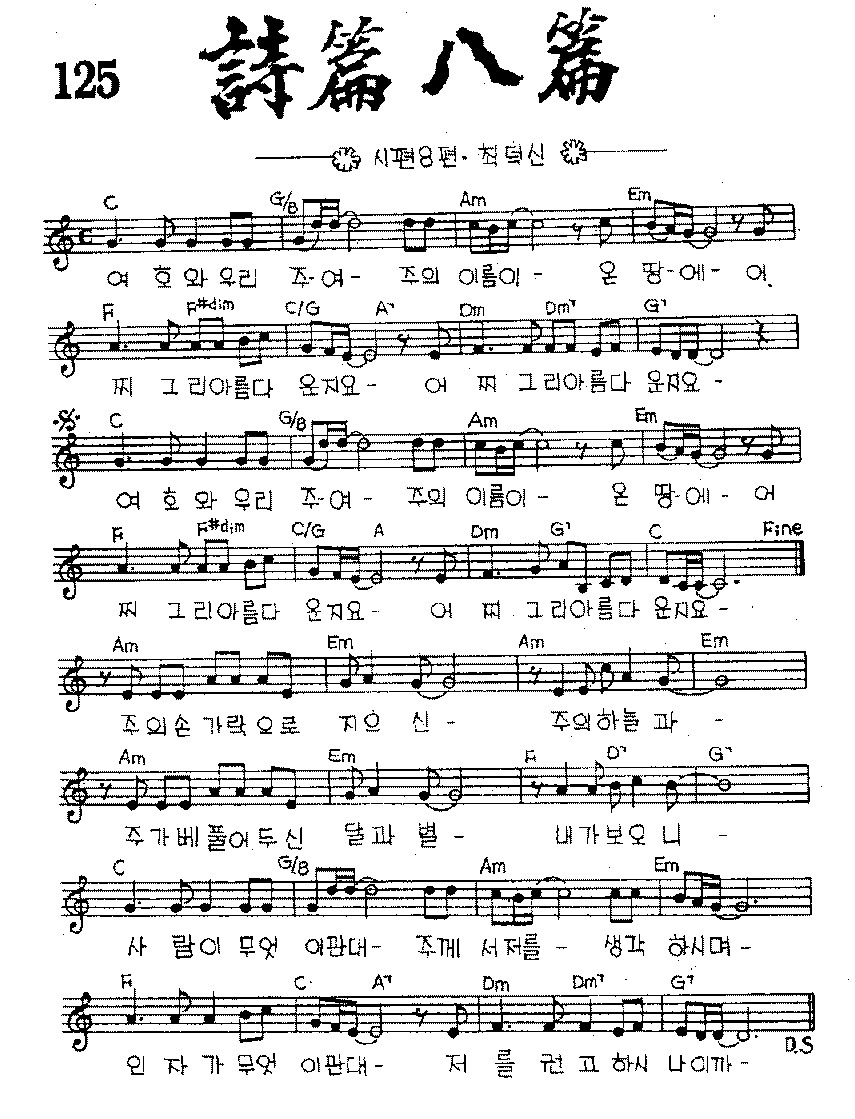 125 詩篇八篇
시편8편·최덕신
C G/B Am Em
여 호 와 우리 주-여- 주의 이름이- 온 땅-에- 어
F F#dim C/G A7 Dm Dm7 G7
찌 그 리아름다 운지요- 어 찌 그리아름다 운지요-
C G/B Am Em
여 호 와 우리 주-여- 주의 이름이- 온 땅-에- 어
F F#dim C/G A Dm G7 C Fine
찌 그 리아름다 운지요- 어 찌 그리아름다 운지요-
Am Em Am Em
주의손 가락으로 지으 신- 주의하늘 과-
Am Em F D7 G7
주가베풀어두신 달과 별- 내가보오 니-
C G/B Am Em
사 람이 무엇 이관대- 주께 서저를- 생각 하시며-
F C A7 Dm Dm7 G7
인 자 가 무엇 이관대- 저 를 권 고 하시 나이까-
D.S